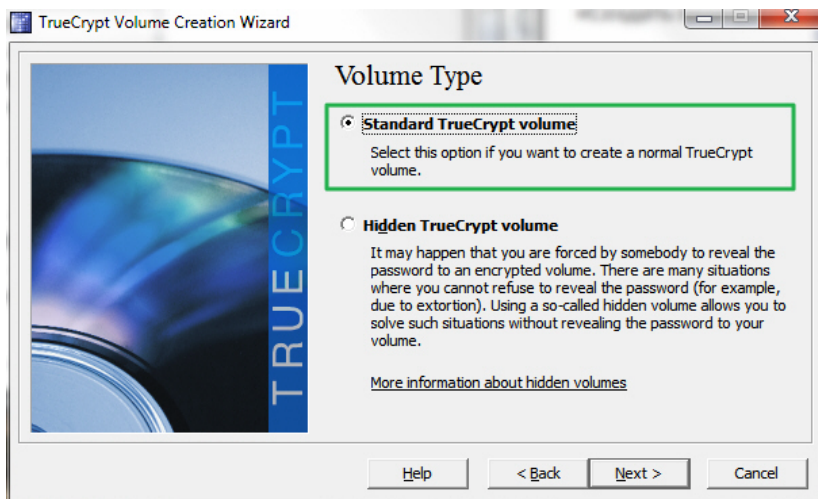 TrueCrypt Volume Creation Wizard
TRUECRYPT
Volume Type
Standard TrueCrypt volume
Select this option if you want to create a normal TrueCrypt
volume.
Hidden TrueCrypt volume
It may happen that you are forced by somebody to reveal the
password to an encrypted volume. There are many situations
where you cannot refuse to reveal the password (for example,
due to extortion). Using a so-called hidden volume allows you to
solve such situations without revealing the password to your
volume.
More information about hidden volumes
Help
< Back
Next >
Cancel